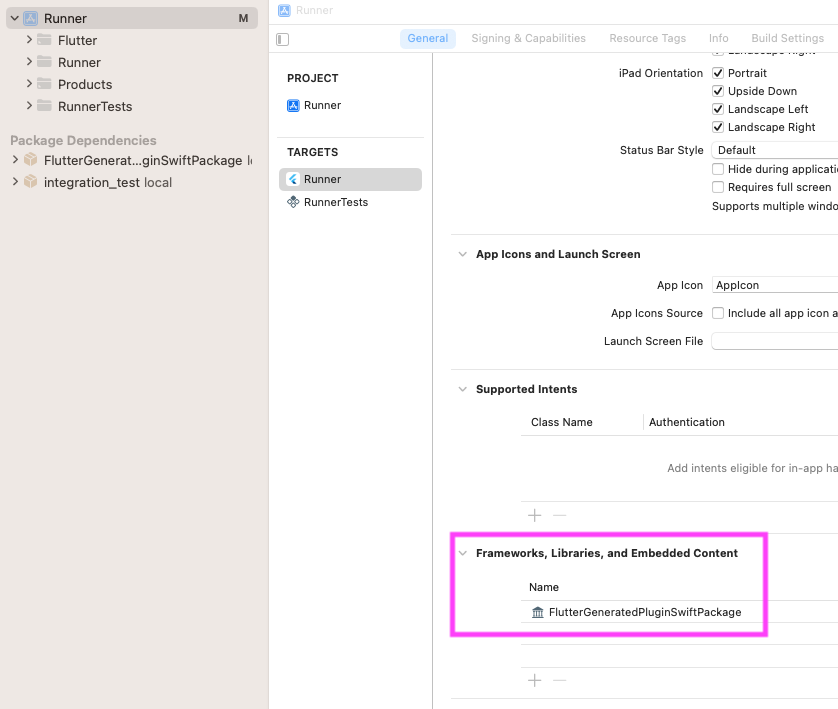 Runner M
Flutter
Runner
Products
RunnerTests
Package Dependencies
FlutterGenerat...ginSwiftPackage
integration_test local
Runner
General Signing & Capabilities Resource Tags Info Build Settings
PROJECT
Runner
TARGETS
Runner
RunnerTests
Landscape Right
iPad Orientation Portrait
Upside Down
Landscape Left
Landscape Right
Status Bar Style Default
Hide during applicati
Requires full screen
Supports multiple windo
App Icons and Launch Screen
App Icon AppIcon
App Icons Source Include all app icon a
Launch Screen File
Supported Intents
Class Name Authentication
Add intents eligible for in-app ha
Frameworks, Libraries, and Embedded Content
Name
FlutterGeneratedPluginSwiftPackage